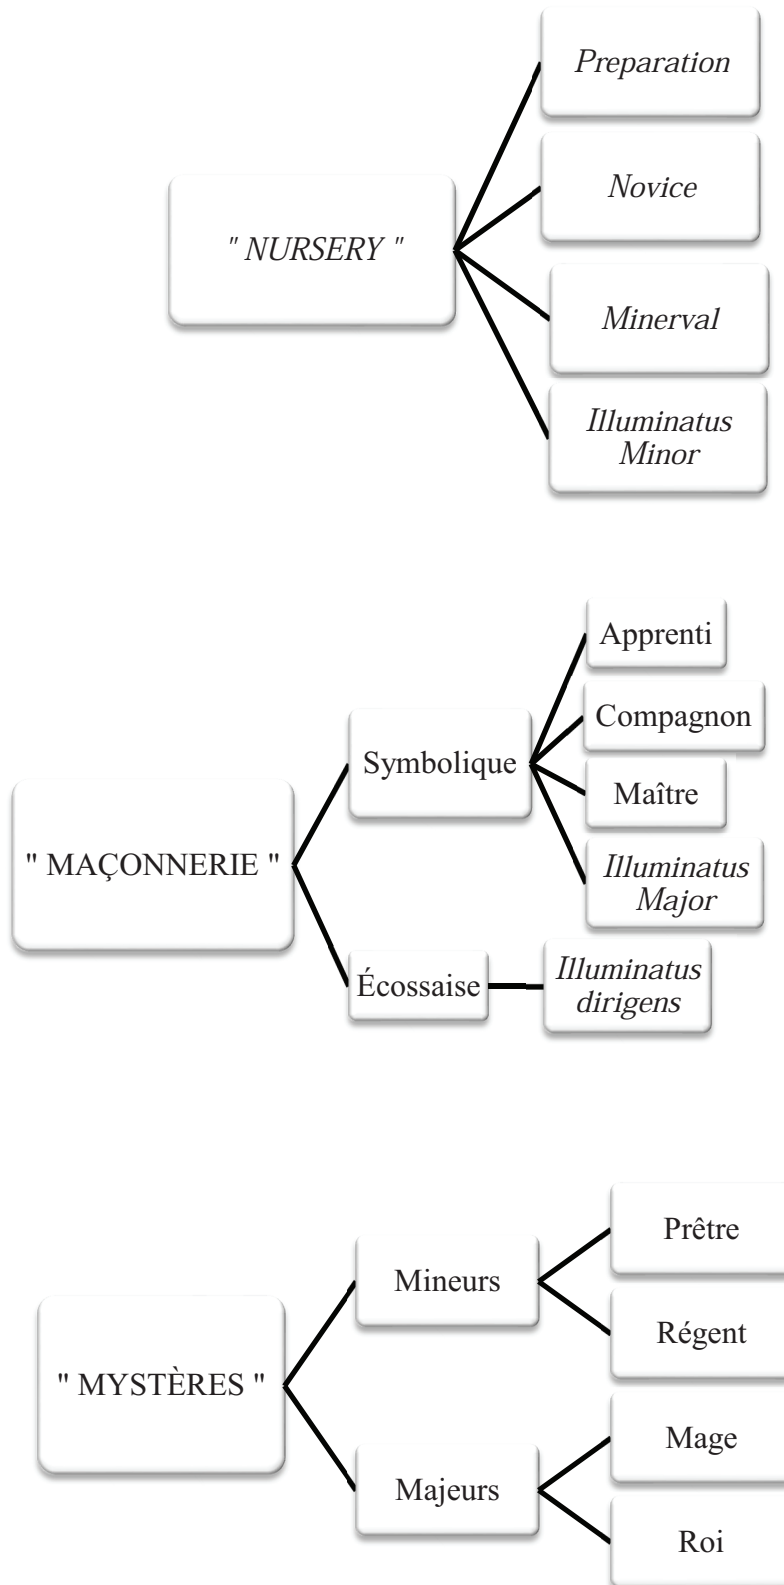 " NURSERY "
Preparation
Novice
Minerval
Illuminatus
Minor
" MAÇONNERIE "
Symbolique
Apprenti
Compagnon
Maître
Illuminatus
Major
Écossaise
Illuminatus
dirigens
" MYSTÈRES "
Mineurs
Prêtre
Régent
Majeurs
Mage
Roi